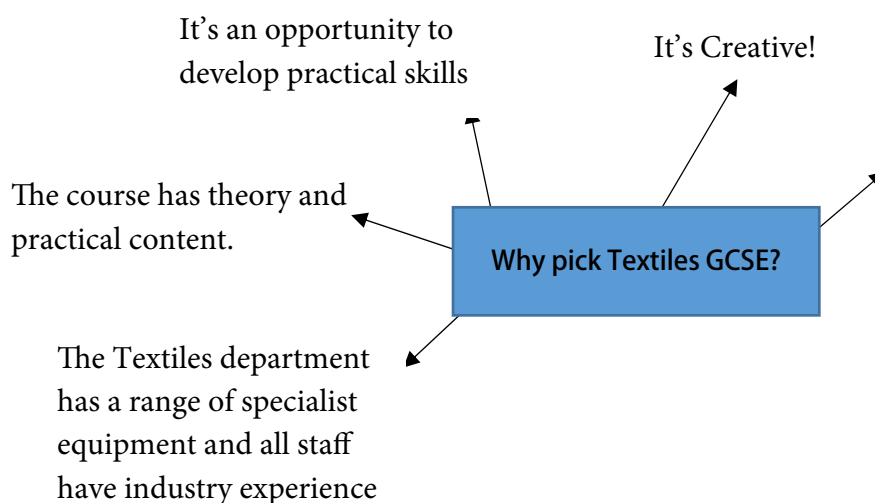 It’s an opportunity to
develop practical skills
It’s Creative!
The course has theory and
practical content.
Why pick Textiles GCSE?
The Textiles department
has a range of specialist
equipment and all staff
have industry experience